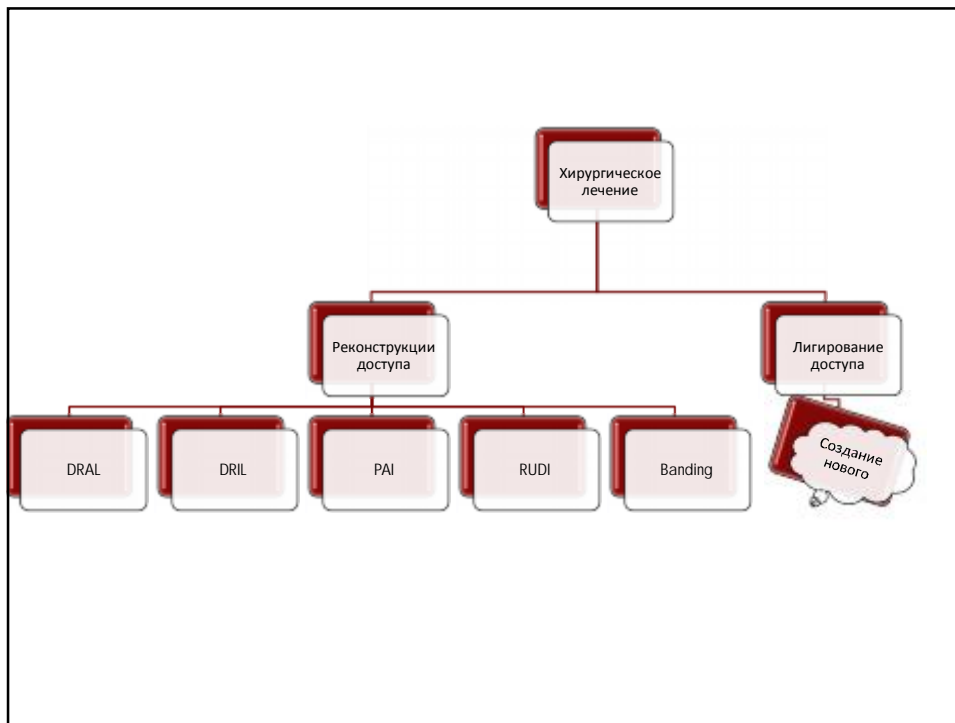 Хирургическое
лечение
Реконструкции
доступа
Лигирование
доступа
DRAL
DRIL
PAI
RUDI
Banding
Создание
нового